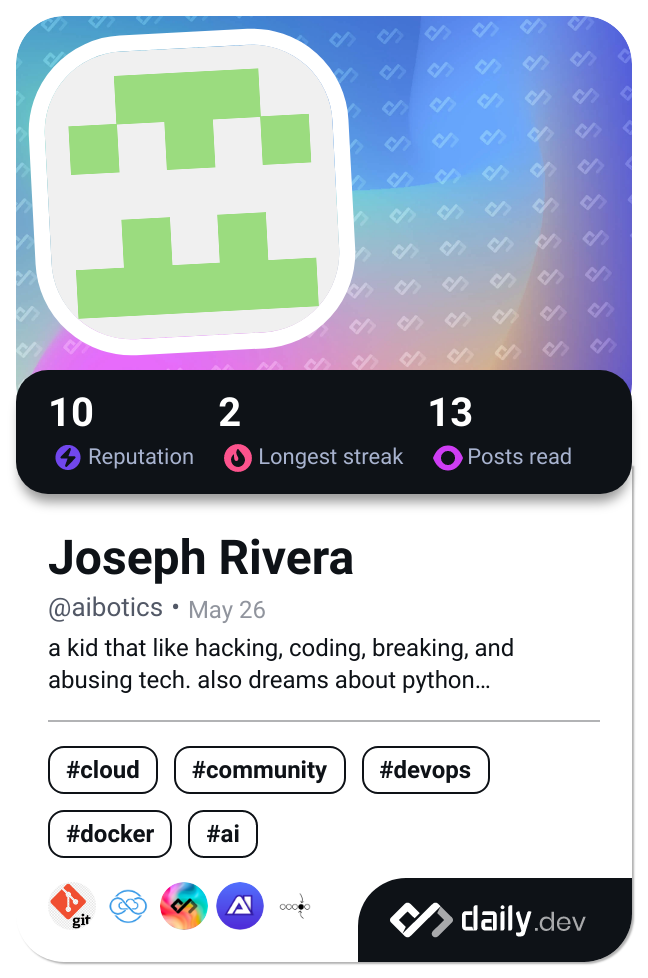 10 2 13
Reputation Longest streak Posts read
Joseph Rivera
@aibotics • May 26
a kid that like hacking, coding, breaking, and
abusing tech. also dreams about python...
#cloud #community #devops
#docker #ai
git
AI
daily.dev